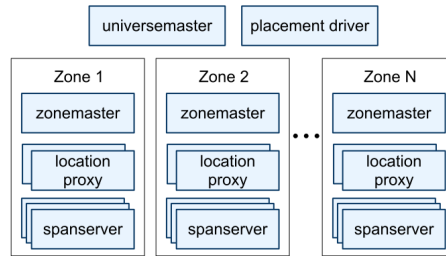 universemaster
placement driver
Zone 1
zonemaster
location
proxy
spanserver
Zone 2
zonemaster
location
proxy
spanserver
...
Zone N
zonemaster
location
proxy
spanserver